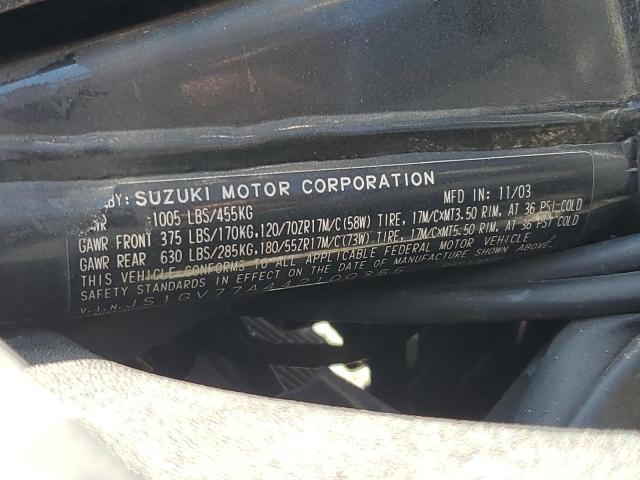 BY: SUZUKI MOTOR CORPORATION MFD IN: 11/03
1005 LBS/455KG
GAWR FRONT 375 LBS/170KG,120/70ZR17M/C(58W) TIRE, 17M/CxMT3.50 RIM, AT 36 PSI-COLD
GAWR REAR 630 LBS/285KG,180/55ZR17M/C(73W) TIRE, 17M/CxMT5.50 RIM, AT 36 PSI COLD
THIS VEHICLE CONFORMS TO ALL APPLICABLE FEDERAL MOTOR VEHICLE
SAFETY STANDARDS IN EFFECT ON THE DATE OF MANUFACTURE SHOWN ABOVE.
V.I.N. JS1GV77A442100355